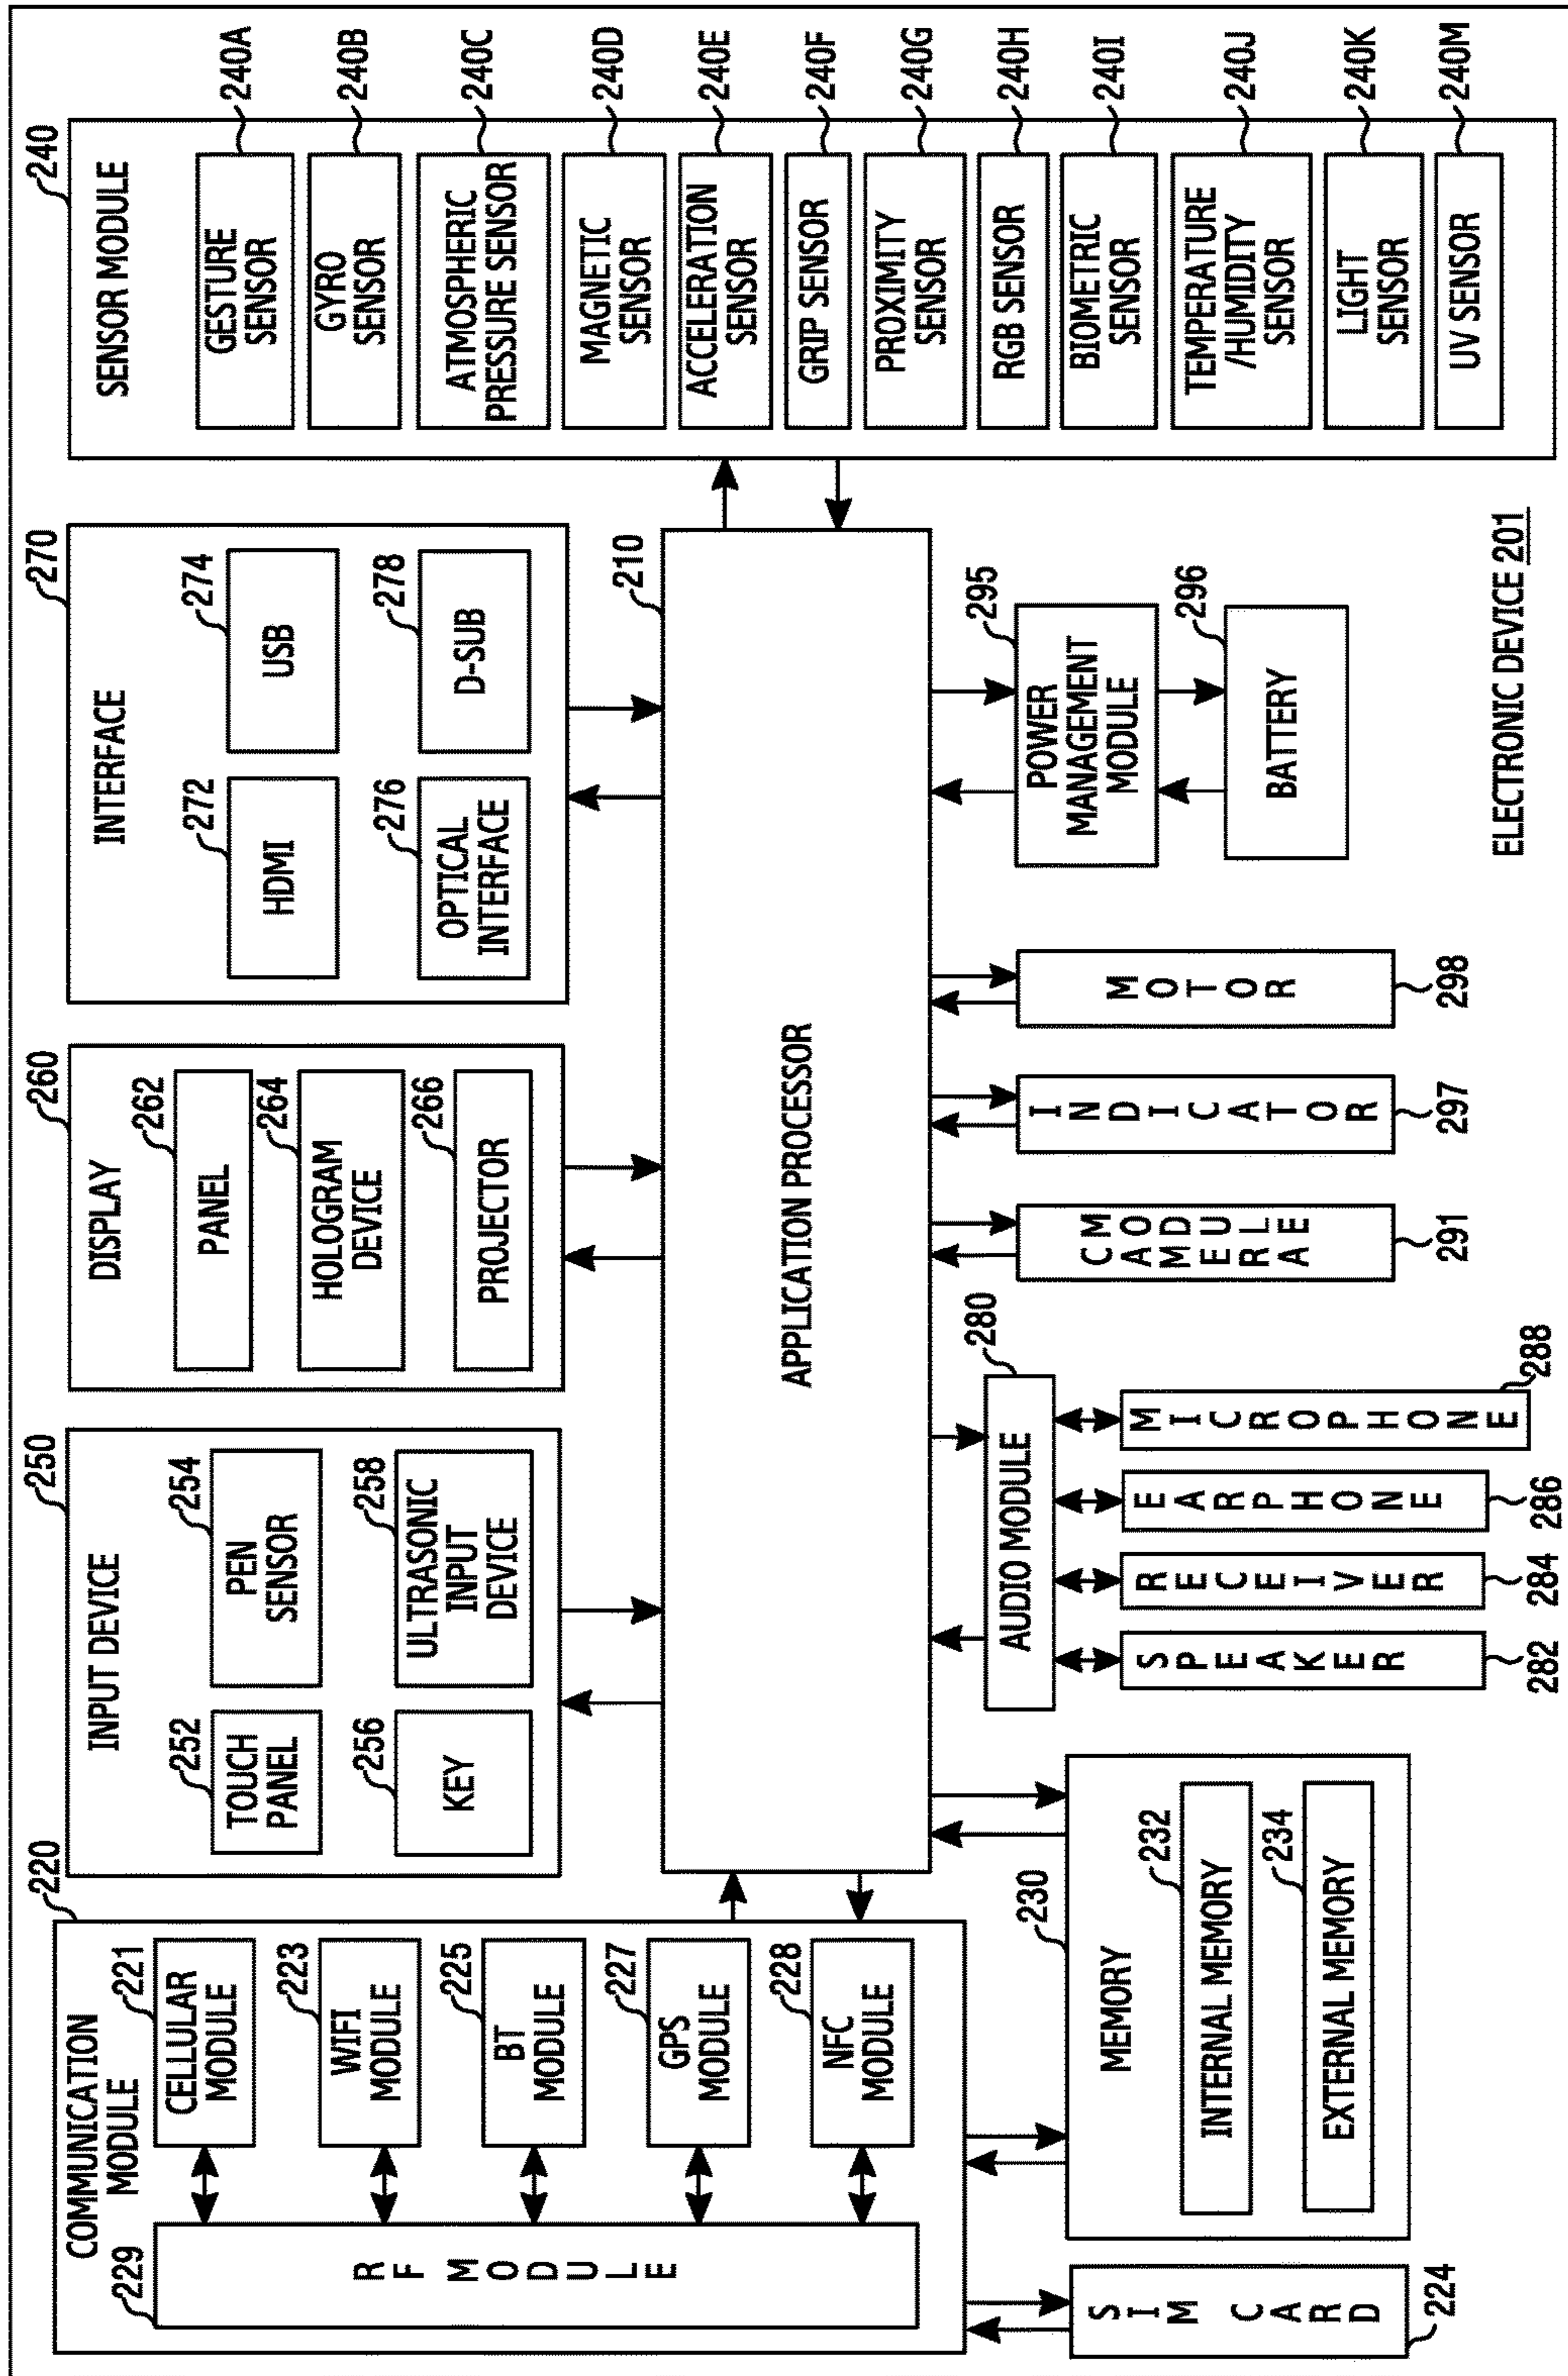 COMMUNICATION
MODULE
220
229
RF MODULE
221
CELLULAR
MODULE
223
WIFI
MODULE
225
BT
MODULE
227
GPS
MODULE
228
NFC
MODULE
250
INPUT DEVICE
252
TOUCH
PANEL
254
PEN
SENSOR
256
KEY
258
ULTRASONIC
INPUT
DEVICE
260
DISPLAY
262
PANEL
264
HOLOGRAM
DEVICE
266
PROJECTOR
270
INTERFACE
272
HDMI
274
USB
276
OPTICAL
INTERFACE
278
D-SUB
240
SENSOR MODULE
GESTURE
SENSOR
240A
GYRO
SENSOR
240B
ATMOSPHERIC
PRESSURE SENSOR
240C
MAGNETIC
SENSOR
240D
ACCELERATION
SENSOR
240E
GRIP SENSOR
240F
PROXIMITY
SENSOR
240G
RGB SENSOR
240H
BIOMETRIC
SENSOR
240I
TEMPERATURE
/HUMIDITY
SENSOR
240J
LIGHT
SENSOR
240K
UV SENSOR
240M
210
APPLICATION PROCESSOR
SIM CARD
224
230
MEMORY
232
INTERNAL MEMORY
234
EXTERNAL MEMORY
280
AUDIO MODULE
SPEAKER
282
RECEIVER
284
EARPHONE
286
MICROPHONE
288
CAMERA
MODULE
291
INDICATOR
297
MOTOR
298
295
POWER
MANAGEMENT
MODULE
296
BATTERY
ELECTRONIC DEVICE 201